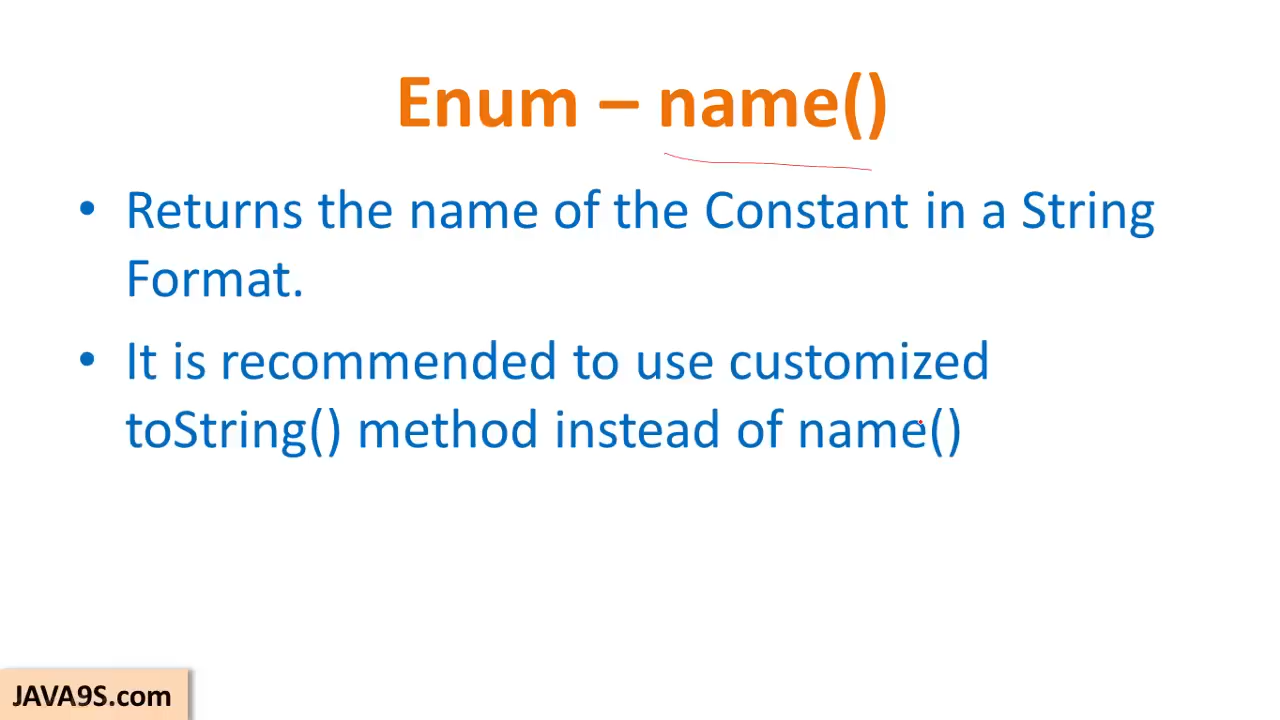 Enum – name()
• Returns the name of the Constant in a String
Format.
• It is recommended to use customized
toString() method instead of name()
JAVA9S.com